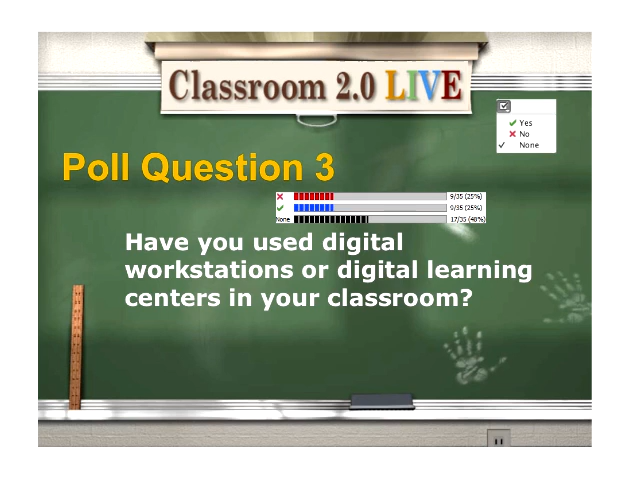 Classroom 2.0 LIVE
Yes
No
None
Poll Question 3
9/35 (25%)
9/35 (25%)
None 17/35 (48%)
Have you used digital
workstations or digital learning
centers in your classroom?